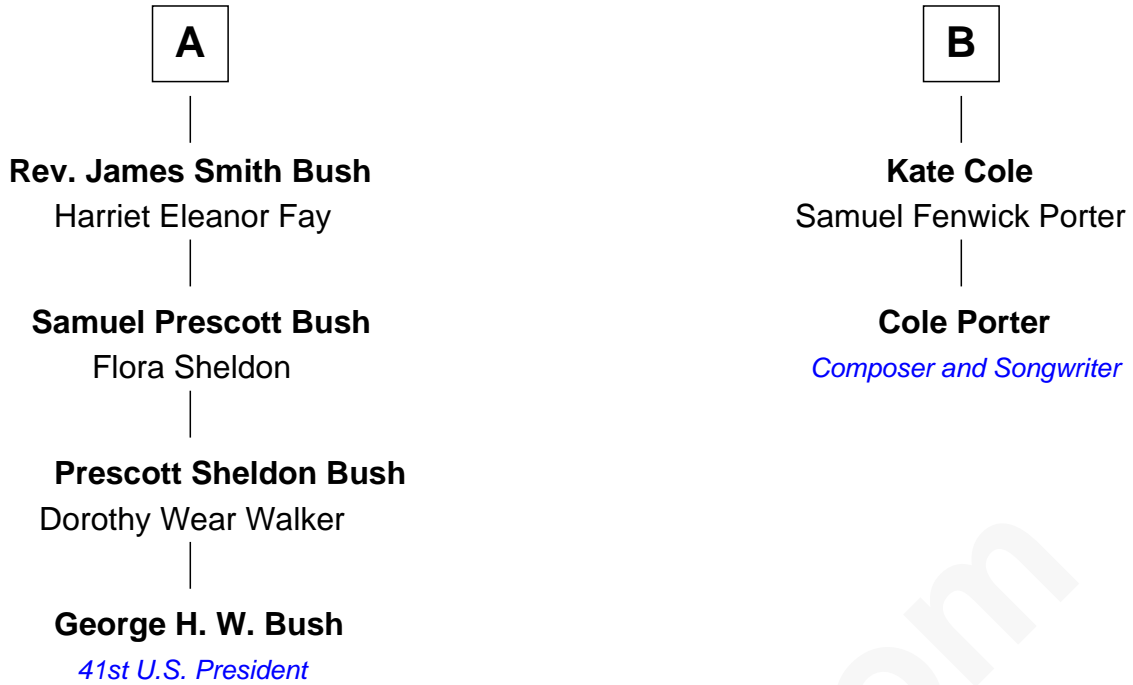 A
Rev. James Smith Bush
Harriet Eleanor Fay
Samuel Prescott Bush
Flora Sheldon
Prescott Sheldon Bush
Dorothy Wear Walker
George H. W. Bush
41st U.S. President
B
Kate Cole
Samuel Fenwick Porter
Cole Porter
Composer and Songwriter
om